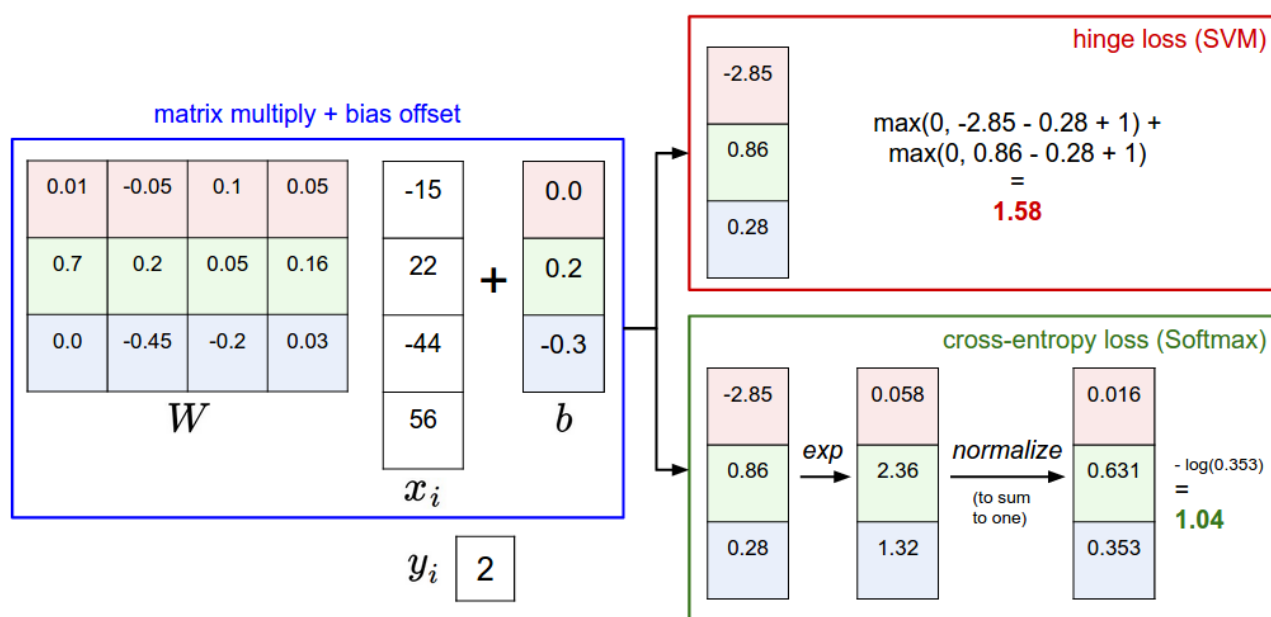 matrix multiply + bias offset
0.01 -0.05 0.1 0.05
0.7 0.2 0.05 0.16
0.0 -0.45 -0.2 0.03
W
-15
22
-44
56
x_i
+
0.0
0.2
-0.3
b
y_i 2
hinge loss (SVM)
-2.85
0.86
0.28
max(0, -2.85 - 0.28 + 1) +
max(0, 0.86 - 0.28 + 1)
=
1.58
cross-entropy loss (Softmax)
-2.85
0.86
0.28
exp
0.058
2.36
1.32
normalize
(to sum
to one)
0.016
0.631
0.353
- log(0.353)
=
1.04